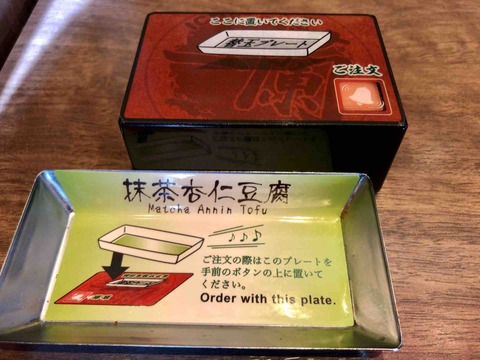 ここに置いてください
替玉プレート
ご注文
抹茶杏仁豆腐
Matcha Annin Tofu
ご注文の際はこのプレートを
手前のボタンの上に置いて
ください。
Order with this plate.